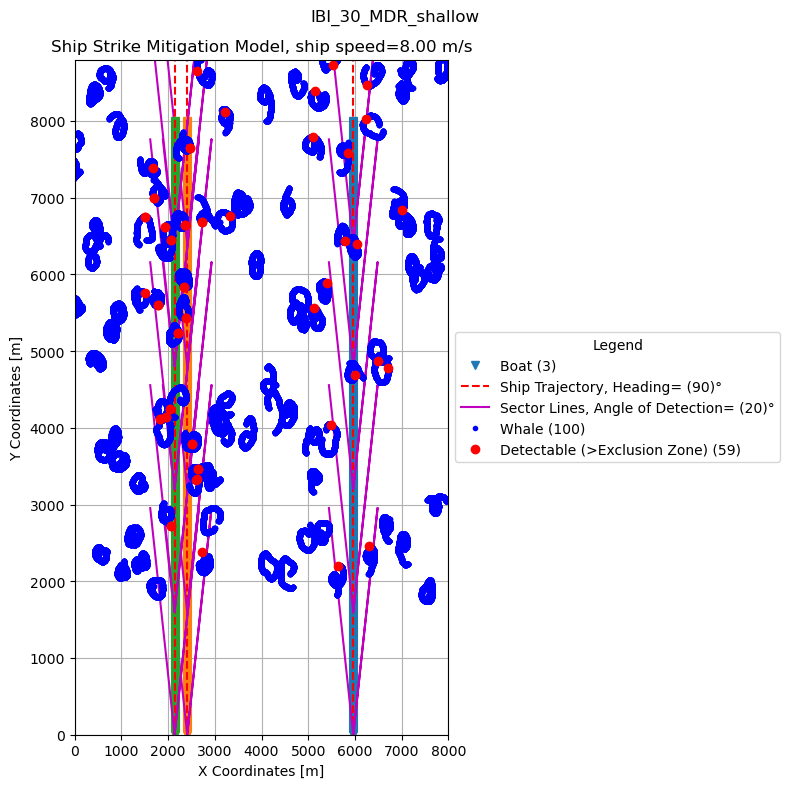 IBI_30_MDR_shallow
Ship Strike Mitigation Model, ship speed=8.00 m/s
8000
7000
6000
5000
4000
3000
2000
1000
0
Y Coordinates [m]
0 1000 2000 3000 4000 5000 6000 7000 8000
X Coordinates [m]
Legend
Boat (3)
Ship Trajectory, Heading= (90)°
Sector Lines, Angle of Detection= (20)°
Whale (100)
Detectable (>Exclusion Zone) (59)